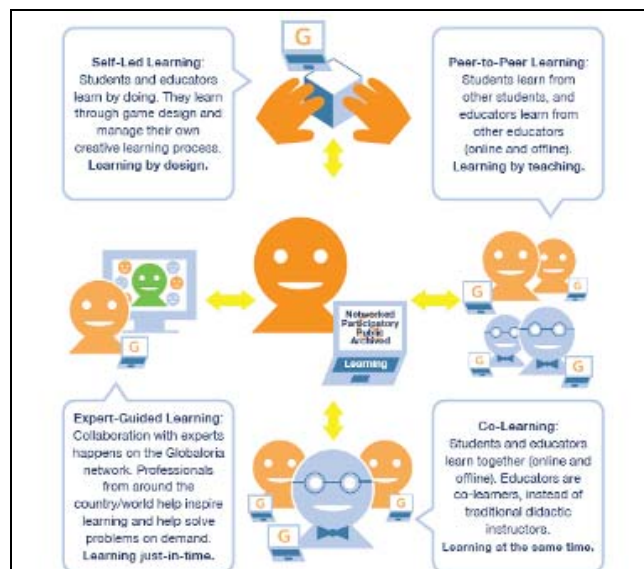 Self-Led Learning:
Students and educators
learn by doing. They learn
through game design and
manage their own
creative learning process.
Learning by design.
G
Peer-to-Peer Learning:
Students learn from
other students, and
educators learn from
other educators
(online and offline).
Learning by teaching.
Networked
Participatory
Public
Archived
Learning
G
G
G
G
G
Expert-Guided Learning:
Collaboration with experts
happens on the Globaloria
network. Professionals
from around the
country/world help inspire
learning and help solve
problems on demand.
Learning just-in-time.
G
G
G
Co-Learning:
Students and educators
learn together (online and
offline). Educators are
co-learners, instead of
traditional didactic
instructors.
Learning at the same time.